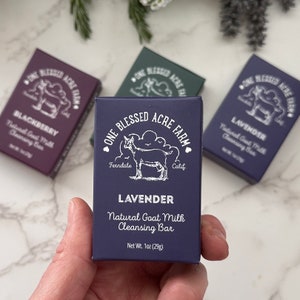 ONE BLESSED ACRE FARM
BLACKBERRY
Natural Goat Milk
Cleansing Bar
ONE BLESSED ACRE FARM
LAVENDER
Natural Goat Milk
Cleansing Bar
ONE BLESSED ACRE FARM
Ferndale Calif.
LAVENDER
Natural Goat Milk
Cleansing Bar
Net Wt. 1oz (29g)